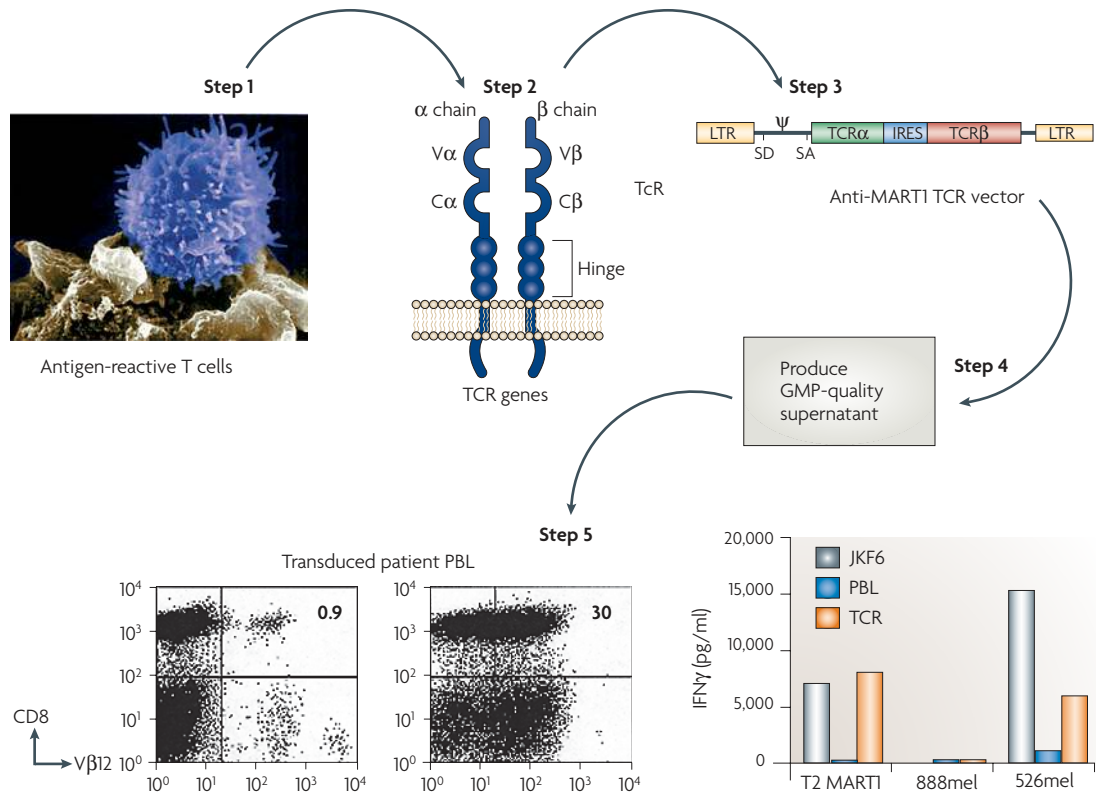 Step 1
Antigen-reactive T cells
Step 2
α chain
β chain
Vα
Vβ
Cα
Cβ
TcR
Hinge
TCR genes
Step 3
LTR
ψ
SD
SA
TCRα
IRES
TCRβ
LTR
Anti-MART1 TCR vector
Step 4
Produce
GMP-quality
supernatant
Step 5
Transduced patient PBL
10⁴
10³
10²
10¹
10⁰
0.9
10⁰ 10¹ 10² 10³ 10⁴
CD8
Vβ12
10⁴
10³
10²
10¹
10⁰
30
10⁰ 10¹ 10² 10³ 10⁴
IFNγ (pg/ml)
20,000
15,000
10,000
5,000
0
JKF6
PBL
TCR
T2 MART1
888mel
526mel